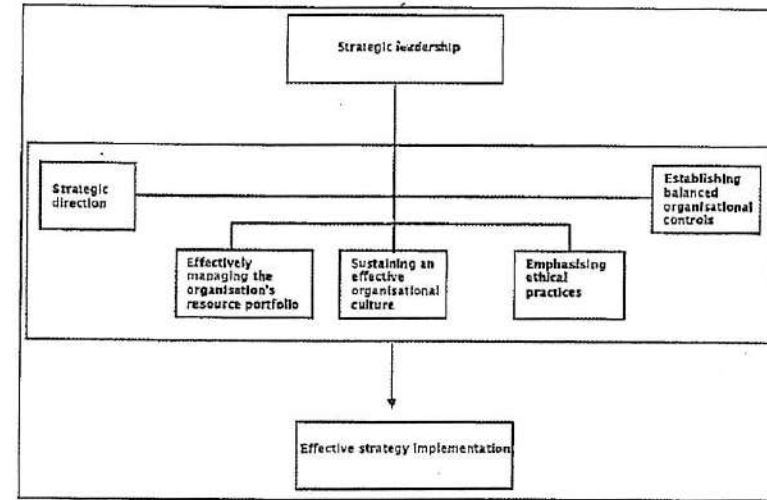 Strategic leadership
Strategic
direction
Establishing
balanced
organisational
controls
Effectively
managing the
organisation's
resource portfolio
Sustaining an
effective
organisational
culture
Emphasising
ethical
practices
Effective strategy implementation